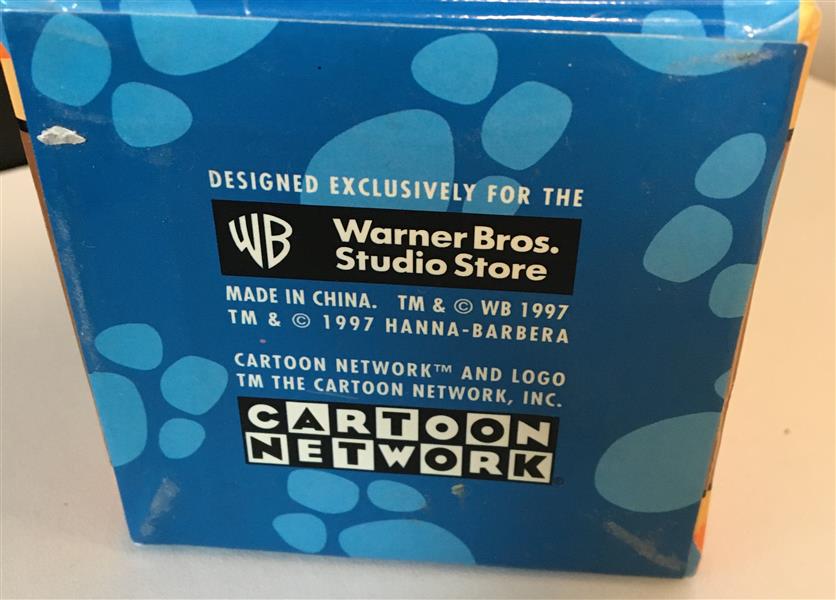 DESIGNED EXCLUSIVELY FOR THE
WB Warner Bros.
Studio Store
MADE IN CHINA. TM & © WB 1997
TM & © 1997 HANNA-BARBERA
CARTOON NETWORK™ AND LOGO
TM THE CARTOON NETWORK, INC.
CARTOON
NETWORK®